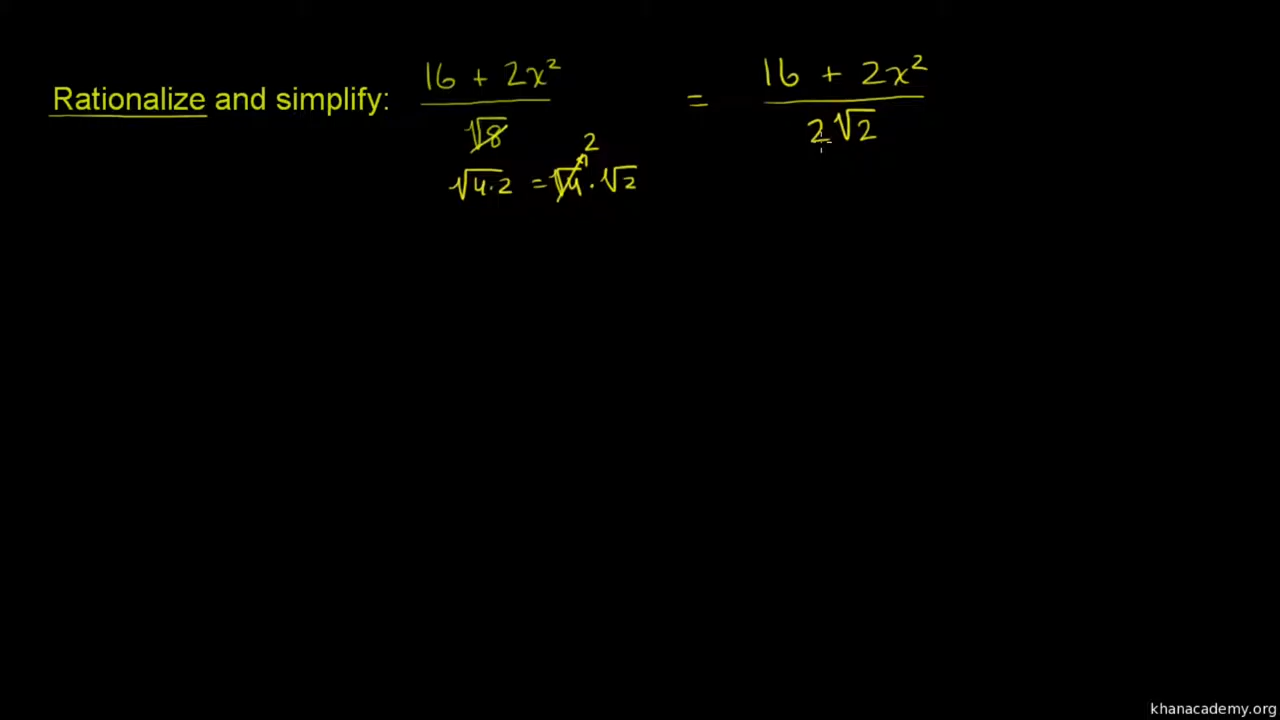 Rationalize and simplify: 16 + 2x² / √8 = 16 + 2x² / 2√2
2
√4·2 = √4 · √2
khanacademy.org